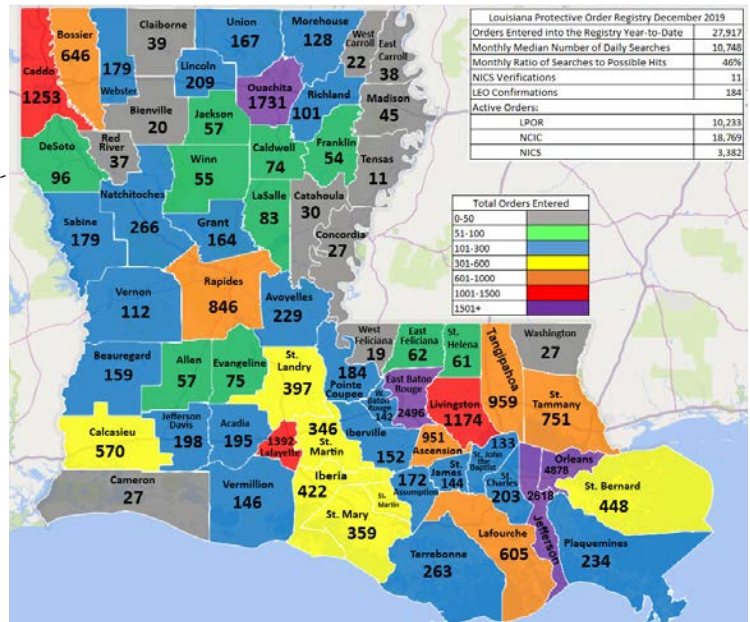 Louisiana Protective Order Registry December 2019
Orders Entered into the Registry Year-to-Date 27,917
Monthly Median Number of Daily Searches 10,748
Monthly Ratio of Searches to Possible Hits 46%
NICS Verifications 11
LEO Confirmations 184
Active Orders:
LPOR 10,233
NCIC 18,769
NICS 3,382
Total Orders Entered
0-50
51-100
101-300
301-600
601-1000
1001-1500
1501+
Caddo
1253
Bossier
646
179
Webster
Claiborne
39
Lincoln
209
Union
167
Morehouse
128
West
Carroll
22
East
Carroll
38
Ouachita
1731
Richland
101
Madison
45
Bienville
20
Jackson
57
DeSoto
96
Red
River
37
Winn
55
Caldwell
74
Franklin
54
Tensas
11
Natchitoches
266
Sabine
179
Grant
164
LaSalle
83
Catahoula
30
Concordia
27
Vernon
112
Rapides
846
Avoyelles
229
Beauregard
159
Allen
57
Evangeline
75
St.
Landry
397
184
Pointe
Coupee
West
Feliciana
19
East
Feliciana
62
St.
Helena
61
Tangipahoa
959
Washington
27
East Baton
Rouge
2496
W.
Baton
Rouge
142
Livingston
1174
St.
Tammany
751
Calcasieu
570
Jefferson
Davis
198
Acadia
195
1392
Lafayette
346
St.
Martin
Iberville
152
951
Ascension
133
St. John
the
Baptist
St.
James
144
St.
Charles
203
Orleans
4878
2618
Jefferson
St. Bernard
448
Cameron
27
Vermillion
146
Iberia
422
St.
Martin
172
Assumption
St. Mary
359
Terrebonne
263
Lafourche
605
Plaquemines
234